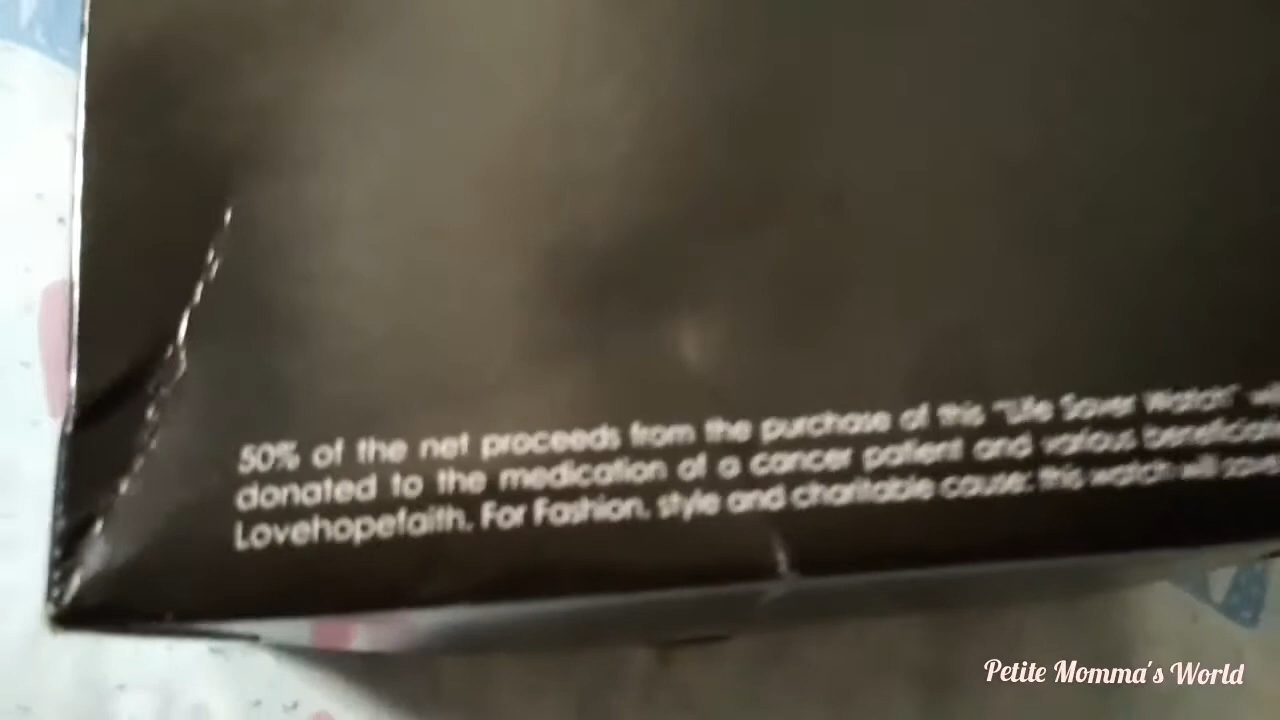 50% of the net proceeds from the purchase of this "Life Saver Watch"
donated to the medication of a cancer patient and various
Lovehopefaith. For Fashion, style and charitable cause: this watch will
Petite Momma's World